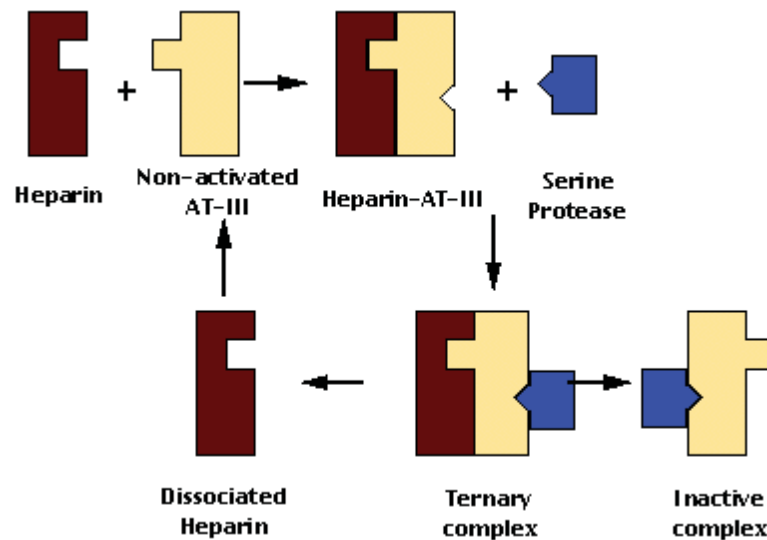 +
+
Heparin
Non-activated
AT-III
Heparin-AT-III
Serine
Protease
Dissociated
Heparin
Ternary
complex
Inactive
complex